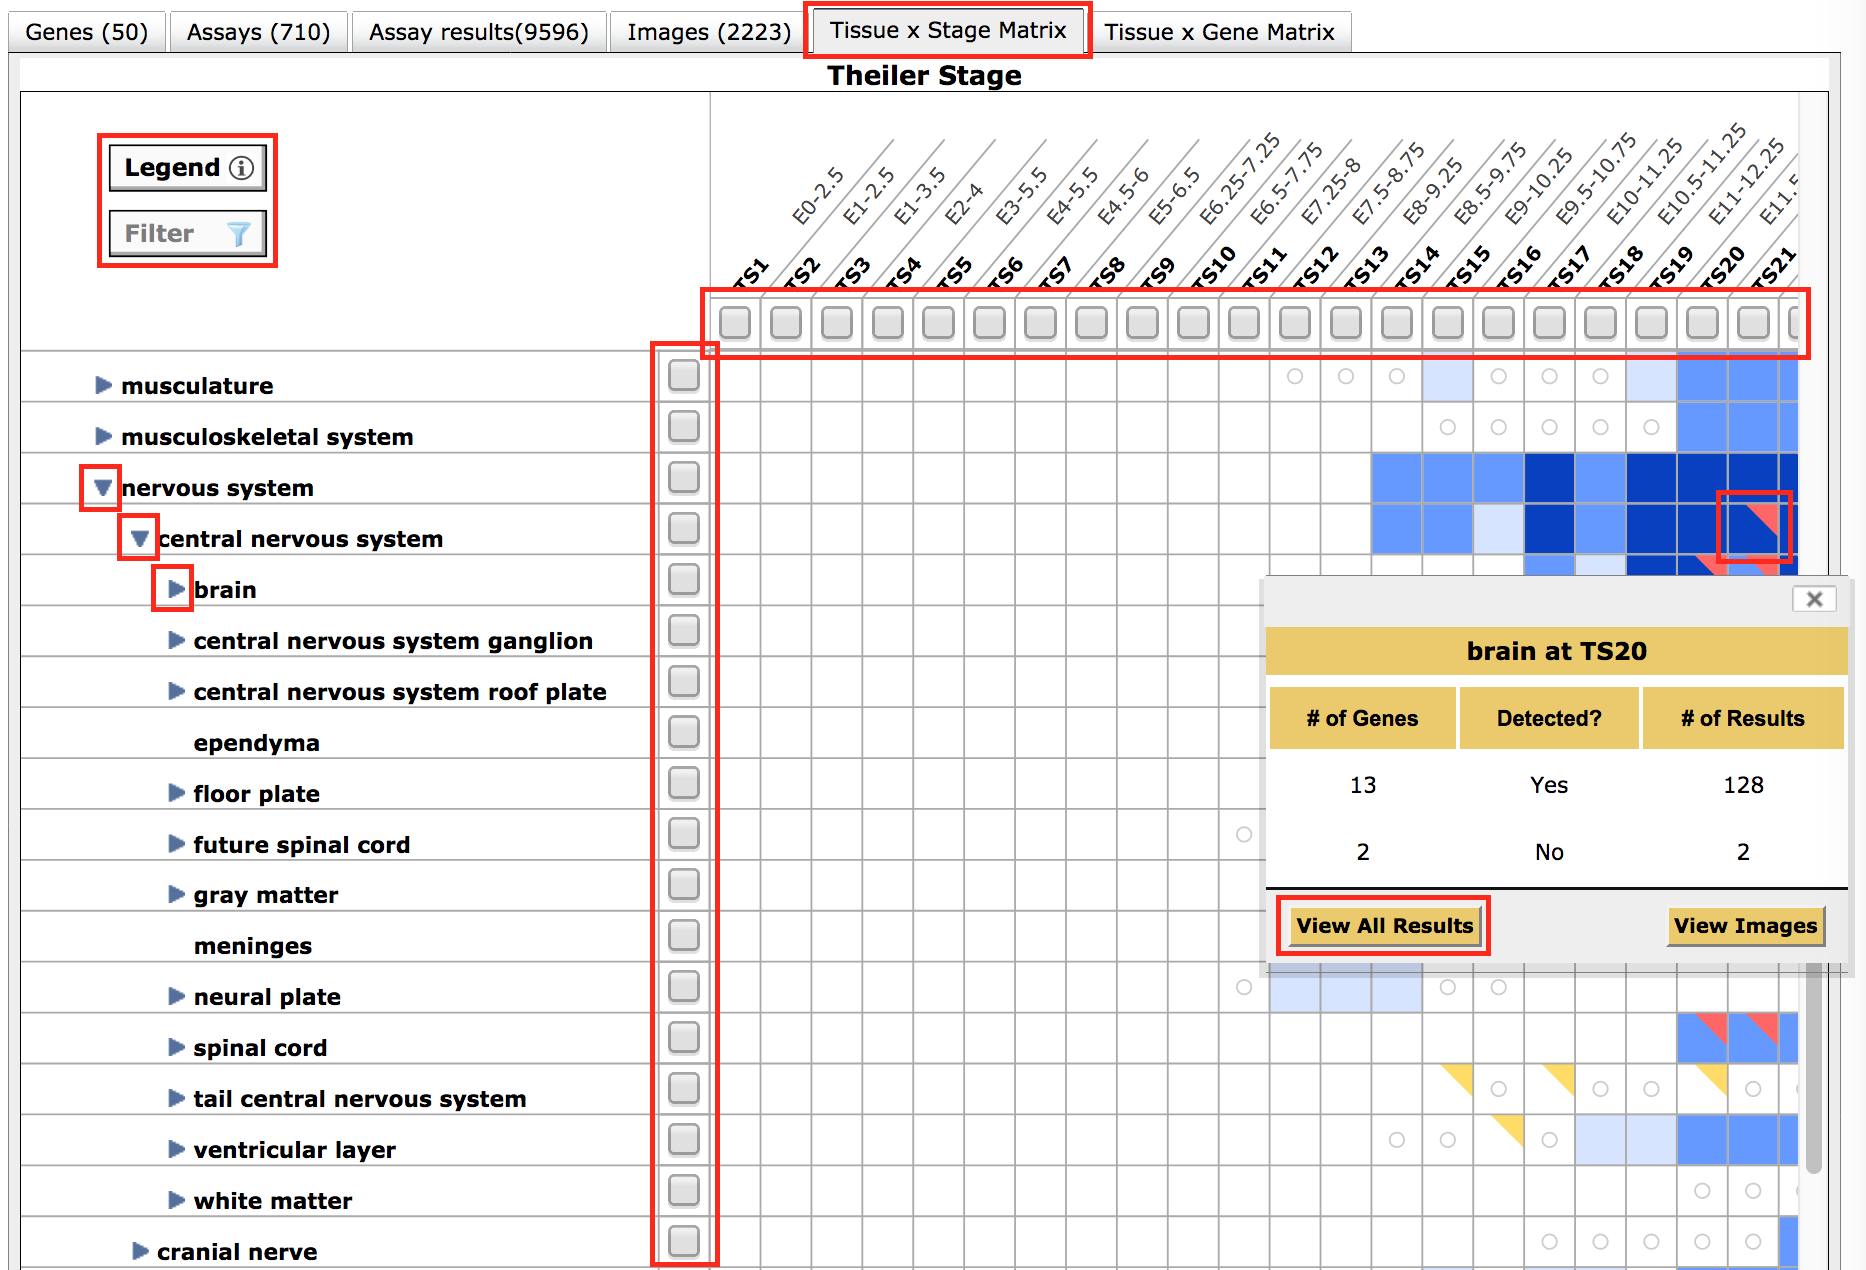 Genes (50)
Assays (710)
Assay results(9596)
Images (2223)
Tissue x Stage Matrix
Tissue x Gene Matrix
Theiler Stage
Legend
Filter
E0-2.5
E1-2.5
E1-3.5
E2-4
E3-5.5
E4-5.5
E4.5-6
E5-6.5
E6.25-7.25
E6.5-7.75
E7.25-8
E7.5-8.75
E8-9.25
E8.5-9.75
E9-10.25
E9.5-10.75
E10-11.25
E10.5-11.25
E11-12.25
E11.5
TS1
TS2
TS3
TS4
TS5
TS6
TS7
TS8
TS9
TS10
TS11
TS12
TS13
TS14
TS15
TS16
TS17
TS18
TS19
TS20
TS21
musculature
musculoskeletal system
nervous system
central nervous system
brain
central nervous system ganglion
central nervous system roof plate
ependyma
floor plate
future spinal cord
gray matter
meninges
neural plate
spinal cord
tail central nervous system
ventricular layer
white matter
cranial nerve
brain at TS20
# of Genes
Detected?
# of Results
13
Yes
128
2
No
2
View All Results
View Images